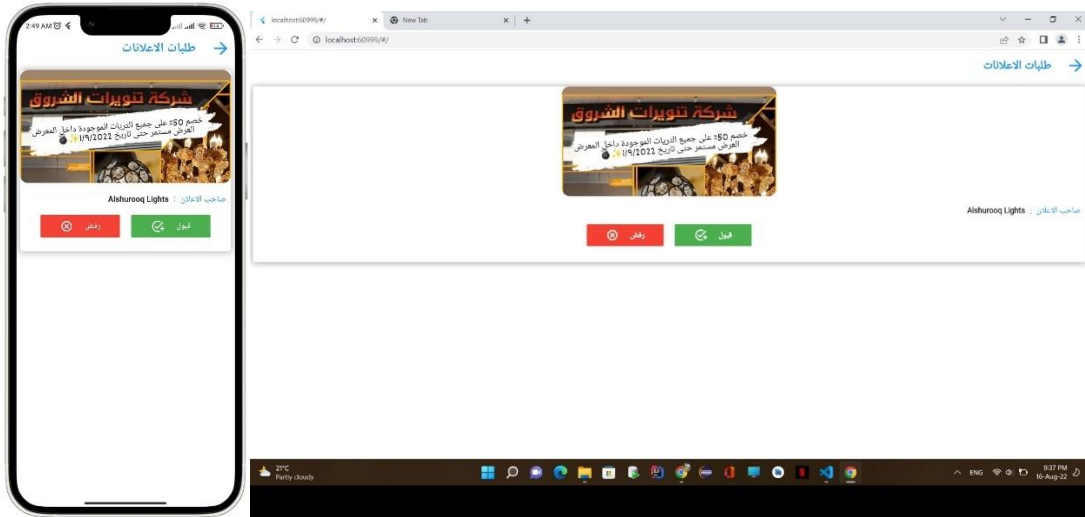 2:49 AM
طلبات الاعلانات
شركة تنويرات الشروق
خصم 50% على جميع الثريات الموجودة داخل المعرض
العرض مستمر حتى تاريخ 1/9/2022
صاحب الاعلان : Alshurooq Lights
قبول
رفض
localhost:60999/#/
New Tab
localhost:60999/#/
طلبات الاعلانات
شركة تنويرات الشروق
خصم 50% على جميع الثريات الموجودة داخل المعرض
العرض مستمر حتى تاريخ 1/9/2022
صاحب الاعلان : Alshurooq Lights
قبول
رفض
21°C
Partly cloudy
ENG
9:37 PM
16-Aug-22